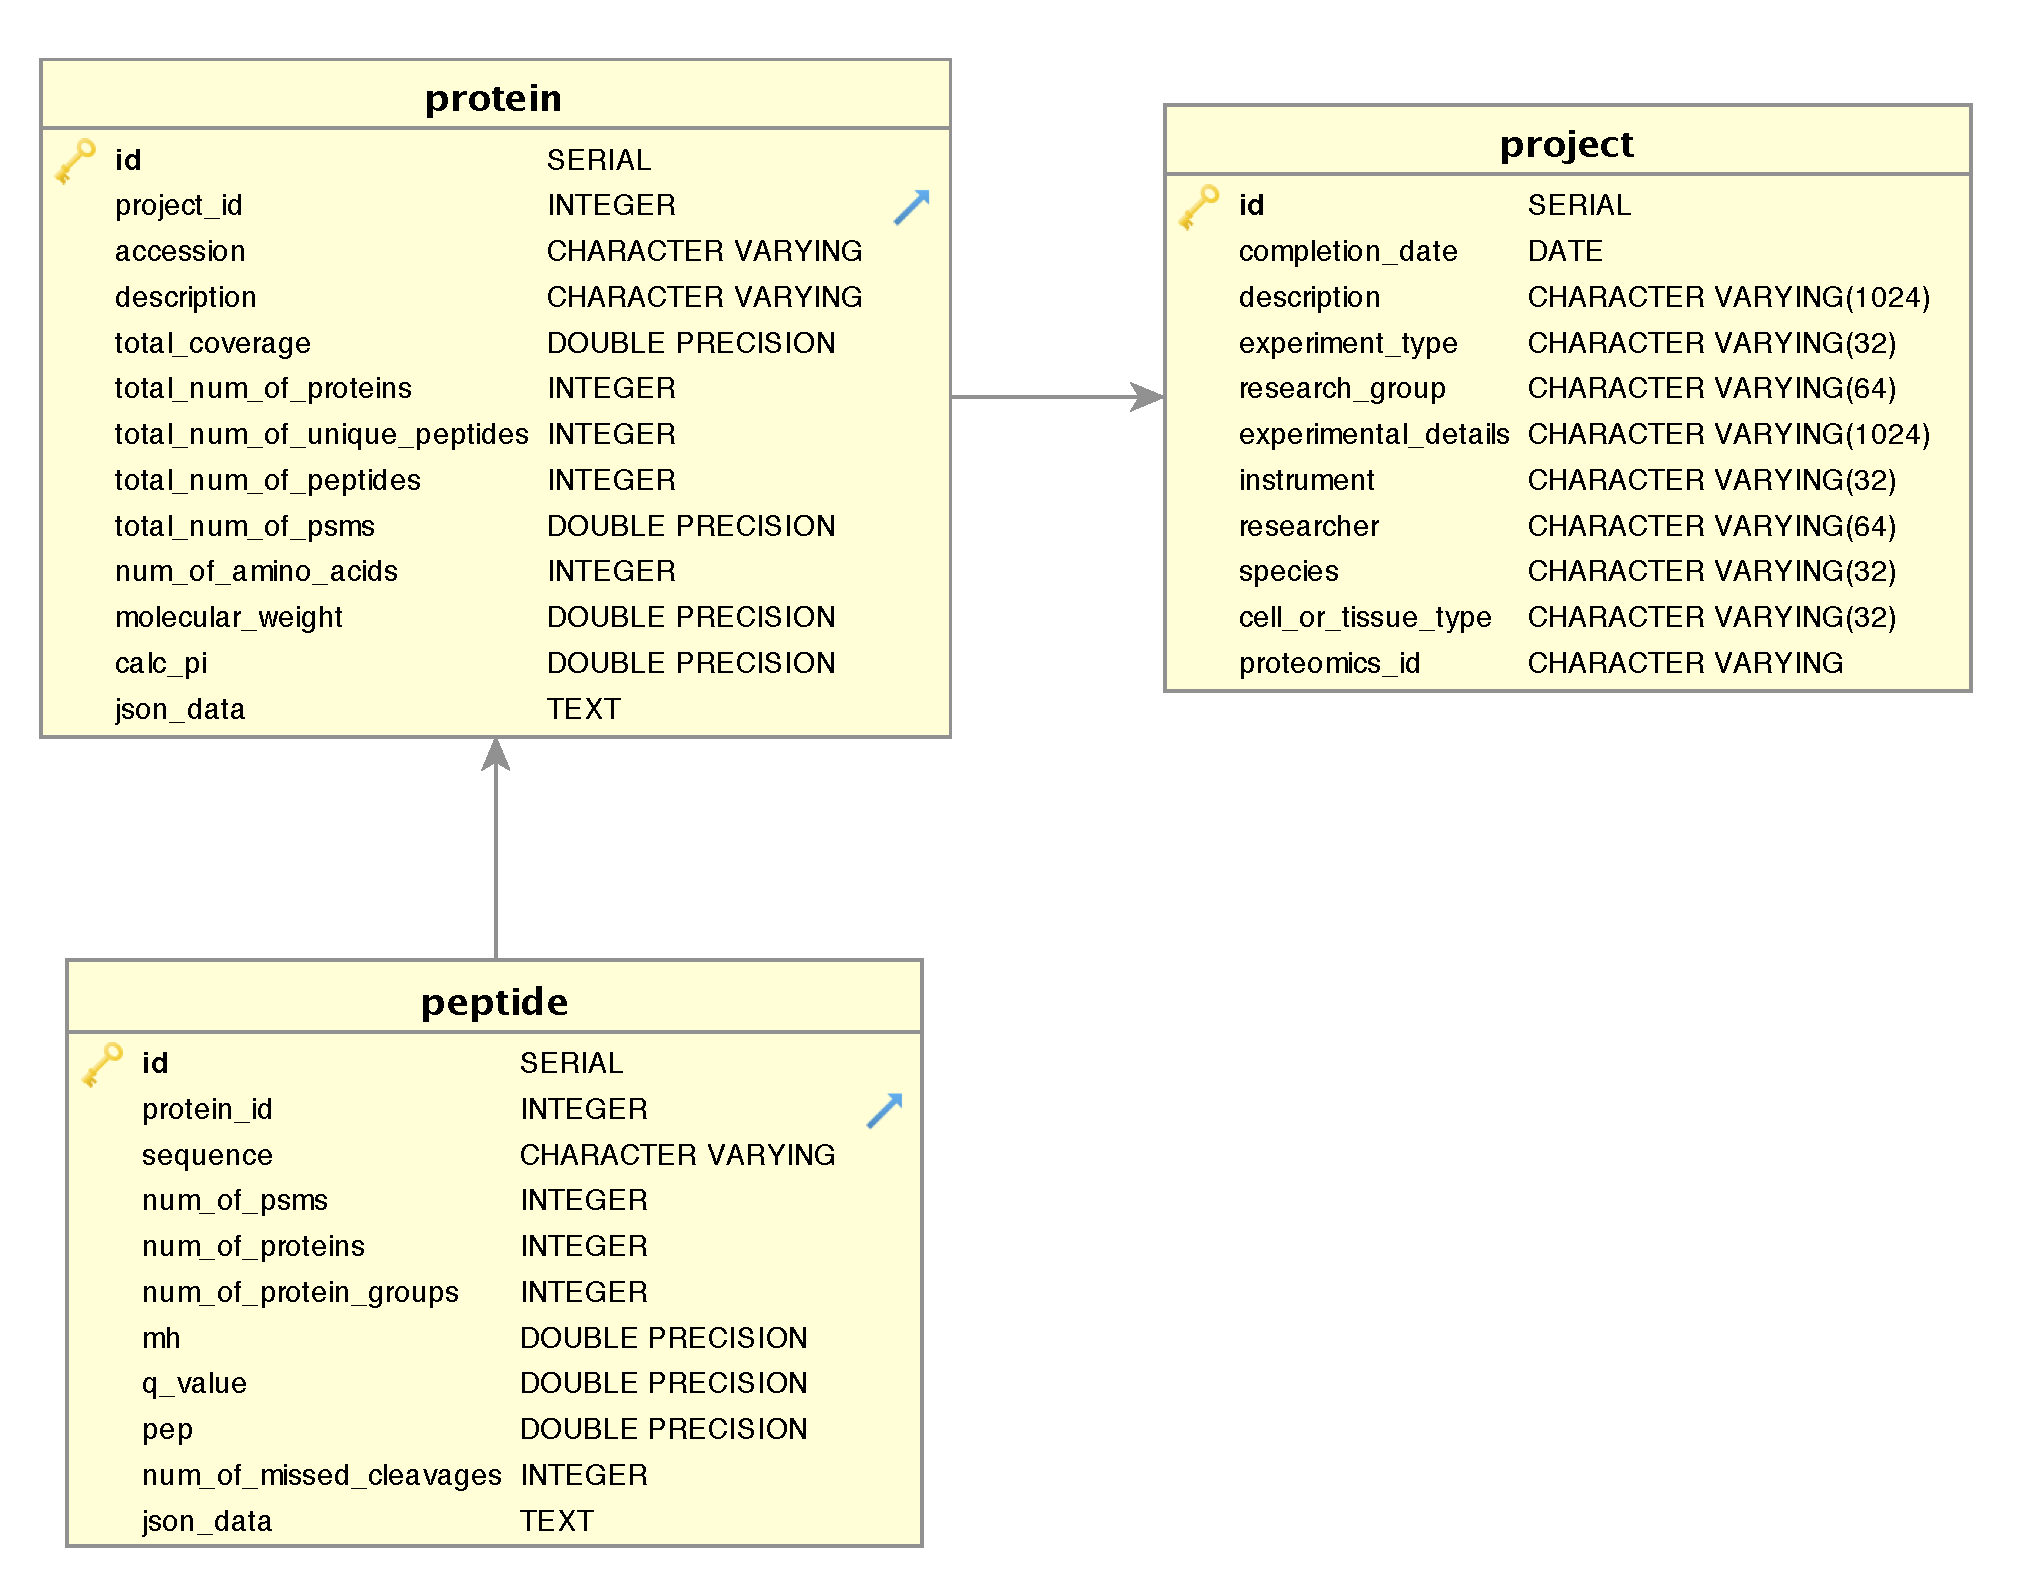 protein
id SERIAL
project_id INTEGER
accession CHARACTER VARYING
description CHARACTER VARYING
total_coverage DOUBLE PRECISION
total_num_of_proteins INTEGER
total_num_of_unique_peptides INTEGER
total_num_of_peptides INTEGER
total_num_of_psms DOUBLE PRECISION
num_of_amino_acids INTEGER
molecular_weight DOUBLE PRECISION
calc_pi DOUBLE PRECISION
json_data TEXT
project
id SERIAL
completion_date DATE
description CHARACTER VARYING(1024)
experiment_type CHARACTER VARYING(32)
research_group CHARACTER VARYING(64)
experimental_details CHARACTER VARYING(1024)
instrument CHARACTER VARYING(32)
researcher CHARACTER VARYING(64)
species CHARACTER VARYING(32)
cell_or_tissue_type CHARACTER VARYING(32)
proteomics_id CHARACTER VARYING
peptide
id SERIAL
protein_id INTEGER
sequence CHARACTER VARYING
num_of_psms INTEGER
num_of_proteins INTEGER
num_of_protein_groups INTEGER
mh DOUBLE PRECISION
q_value DOUBLE PRECISION
pep DOUBLE PRECISION
num_of_missed_cleavages INTEGER
json_data TEXT